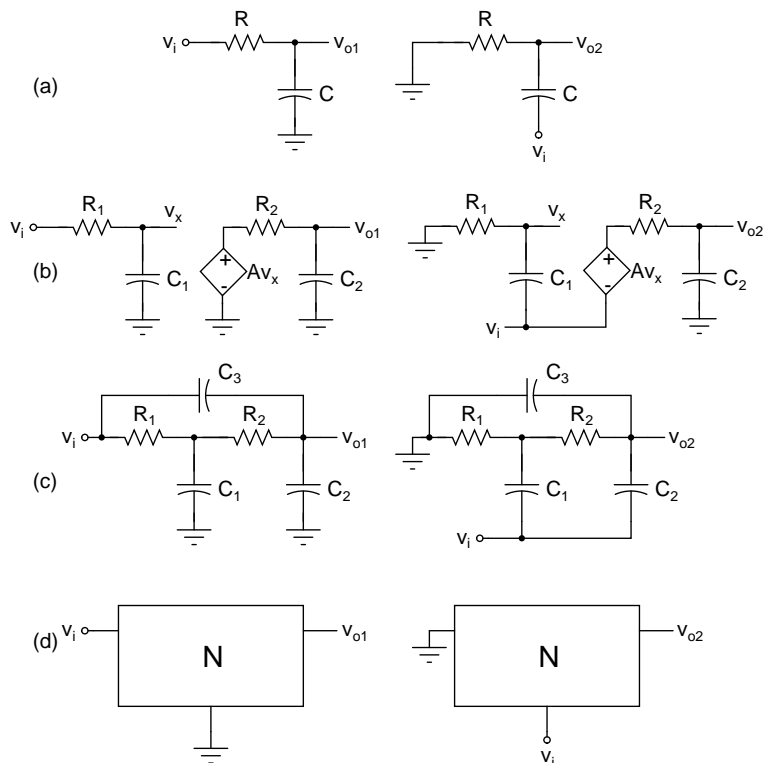 R R
vi vo1 vo2
(a) C C
vi
R1 vx R2 R1 vx R2
vi vo1 vo2
(b) + +
C1 Avx C2 C1 Avx C2
- -
vi
C3 C3
R1 R2 R1 R2
vi vo1 vo2
(c) C1 C2 C1 C2
vi
(d) vi N vo1 N vo2
vi